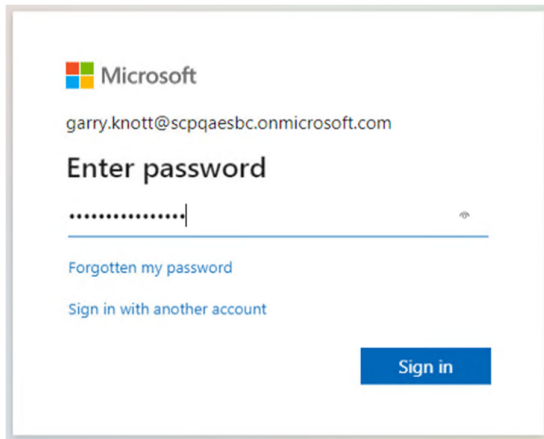 Microsoft
garry.knott@scpqaesbc.onmicrosoft.com
Enter password
••••••••••••••••
Forgotten my password
Sign in with another account
Sign in